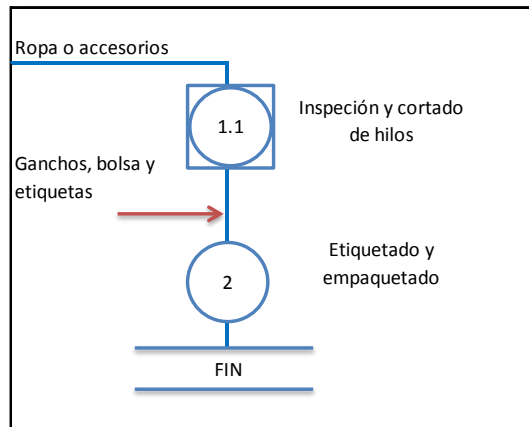 Ropa o accesorios
1.1
Inspeción y cortado
de hilos
Ganchos, bolsa y
etiquetas
Etiquetado y
empaquetado
2
FIN